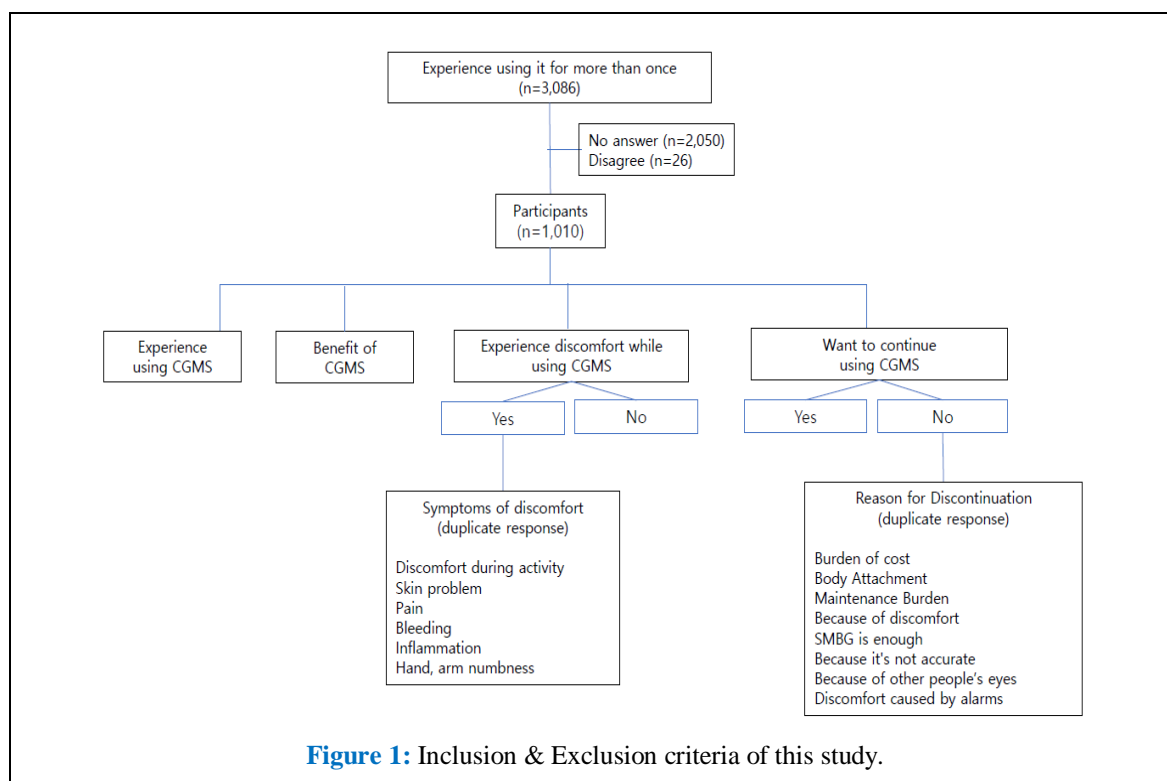 Experience using it for more than once
(n=3,086)
No answer (n=2,050)
Disagree (n=26)
Participants
(n=1,010)
Experience
using CGMS
Benefit of
CGMS
Experience discomfort while
using CGMS
Want to continue
using CGMS
Yes
No
Yes
No
Symptoms of discomfort
(duplicate response)
Discomfort during activity
Skin problem
Pain
Bleeding
Inflammation
Hand, arm numbness
Reason for Discontinuation
(duplicate response)
Burden of cost
Body Attachment
Maintenance Burden
Because of discomfort
SMBG is enough
Because it's not accurate
Because of other people's eyes
Discomfort caused by alarms
Figure 1: Inclusion & Exclusion criteria of this study.